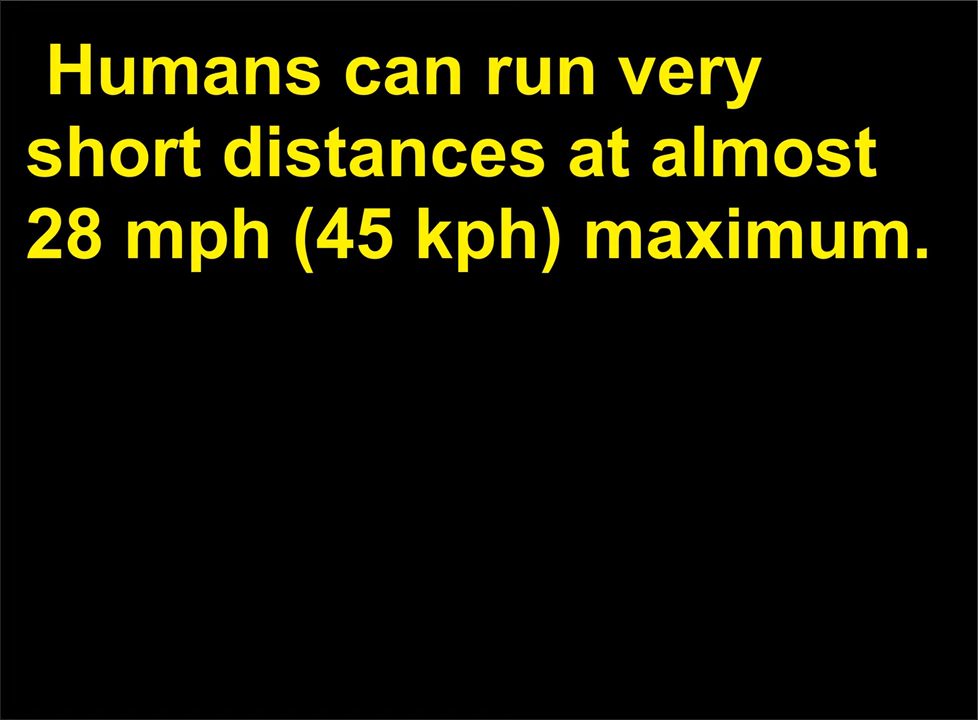 Humans can run very
short distances at almost
28 mph (45 kph) maximum.